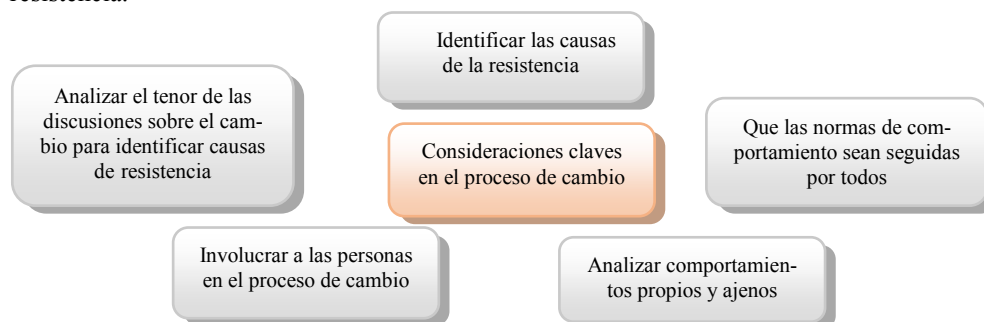 resistencia.
Identificar las causas
de la resistencia
Analizar el tenor de las
discusiones sobre el cam-
bio para identificar causas
de resistencia
Consideraciones claves
en el proceso de cambio
Que las normas de com-
portamiento sean seguidas
por todos
Involucrar a las personas
en el proceso de cambio
Analizar comportamien-
tos propios y ajenos